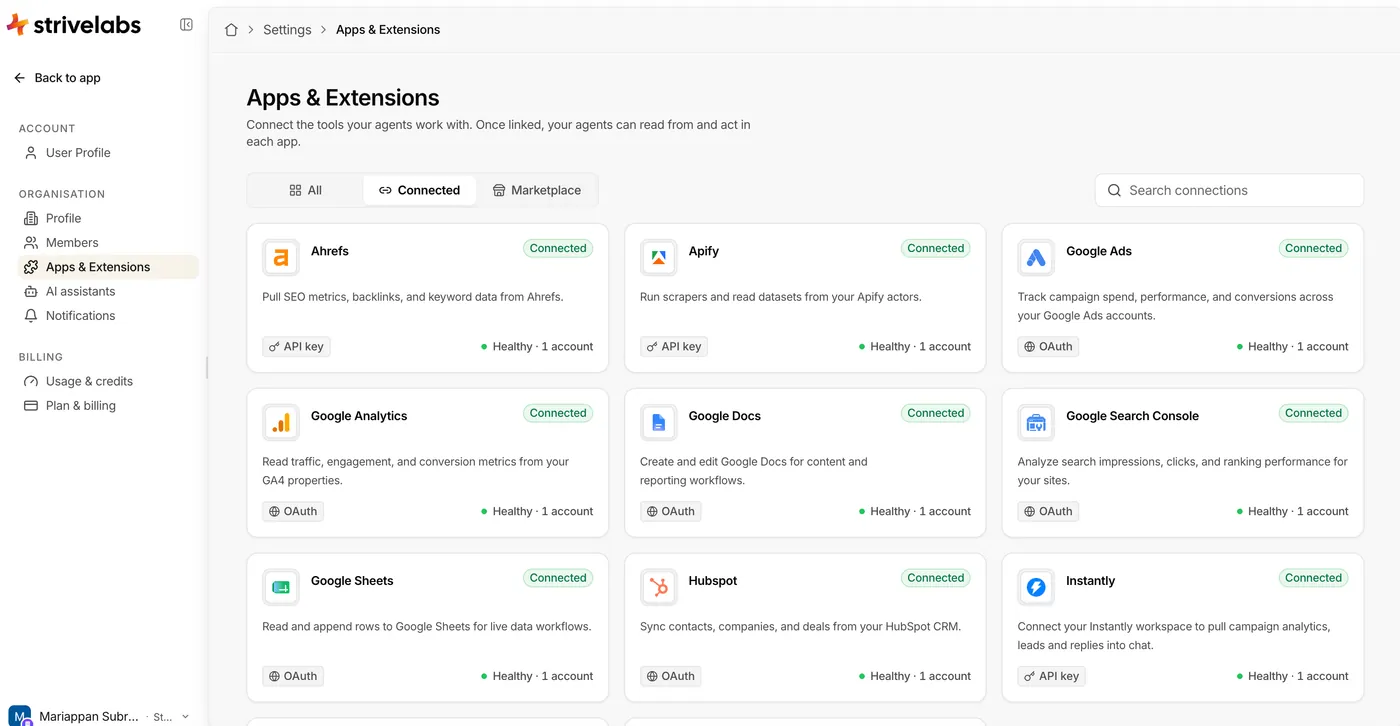 strivelabs
Back to app
ACCOUNT
User Profile
ORGANISATION
Profile
Members
Apps & Extensions
AI assistants
Notifications
BILLING
Usage & credits
Plan & billing
M
Mariappan Subr... · St...
Settings
Apps & Extensions
Apps & Extensions
Connect the tools your agents work with. Once linked, your agents can read from and act in
each app.
All
Connected
Marketplace
Search connections
Ahrefs
Connected
Pull SEO metrics, backlinks, and keyword data from Ahrefs.
API key
Healthy · 1 account
Apify
Connected
Run scrapers and read datasets from your Apify actors.
API key
Healthy · 1 account
Google Ads
Connected
Track campaign spend, performance, and conversions across
your Google Ads accounts.
OAuth
Healthy · 1 account
Google Analytics
Connected
Read traffic, engagement, and conversion metrics from your
GA4 properties.
OAuth
Healthy · 1 account
Google Docs
Connected
Create and edit Google Docs for content and
reporting workflows.
OAuth
Healthy · 1 account
Google Search Console
Connected
Analyze search impressions, clicks, and ranking performance for
your sites.
OAuth
Healthy · 1 account
Google Sheets
Connected
Read and append rows to Google Sheets for live data workflows.
OAuth
Healthy · 1 account
Hubspot
Connected
Sync contacts, companies, and deals from your HubSpot CRM.
OAuth
Healthy · 1 account
Instantly
Connected
Connect your Instantly workspace to pull campaign analytics,
leads and replies into chat.
API key
Healthy · 1 account